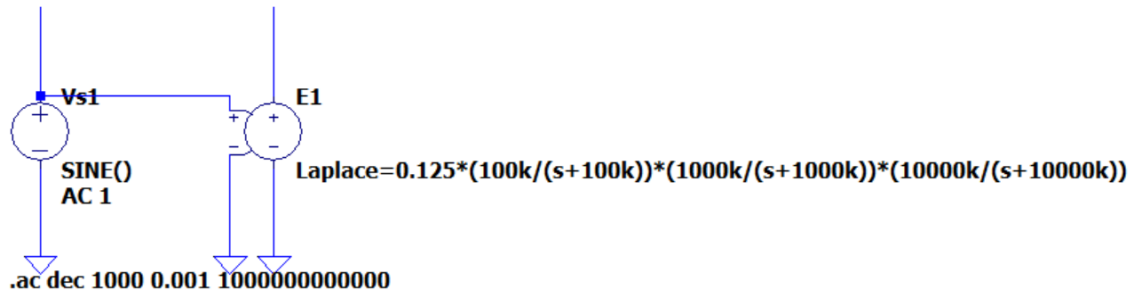 Vs1
E1
SINE()
AC 1
Laplace=0.125*(100k/(s+100k))*(1000k/(s+1000k))*(10000k/(s+10000k))
.ac dec 1000 0.001 1000000000000